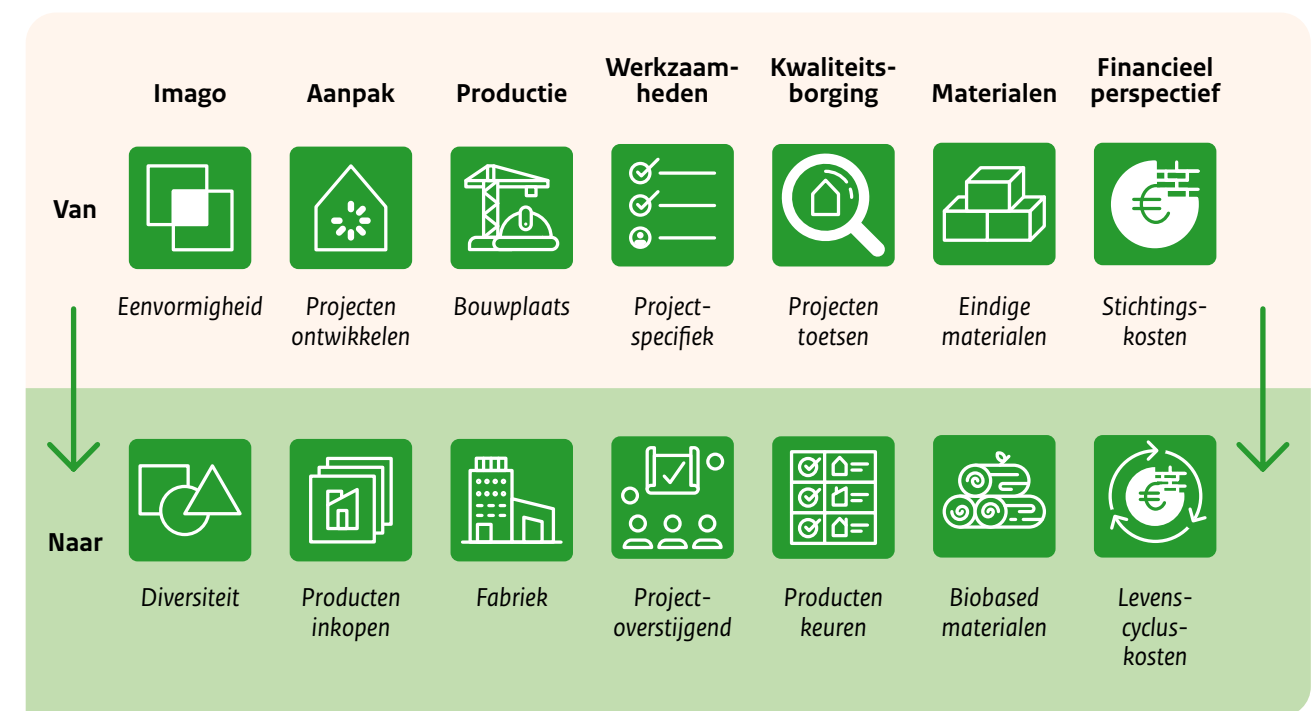 Imago
Aanpak
Productie
Werkzaam-
heden
Kwaliteits-
borging
Materialen
Financieel
perspectief
Van
Eenvormigheid
Projecten
ontwikkelen
Bouwplaats
Project-
specifiek
Projecten
toetsen
Eindige
materialen
Stichtings-
kosten
Naar
Diversiteit
Producten
inkopen
Fabriek
Project-
overstijgend
Producten
keuren
Biobased
materialen
Levens-
cyclus-
kosten